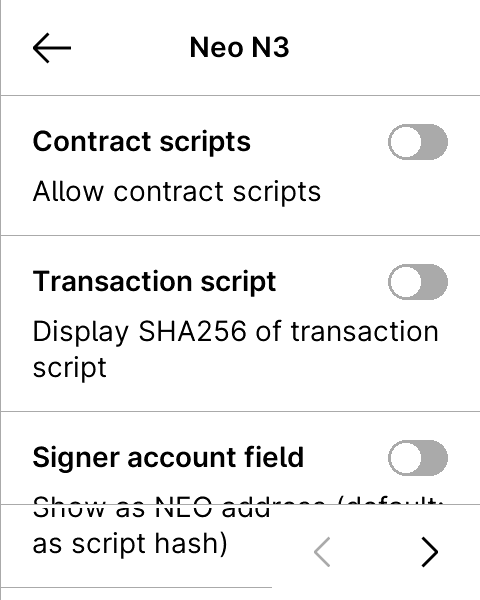 Neo N3
Contract scripts
Allow contract scripts
Transaction script
Display SHA256 of transaction
script
Signer account field
Show as NEO address (default:
as script hash)